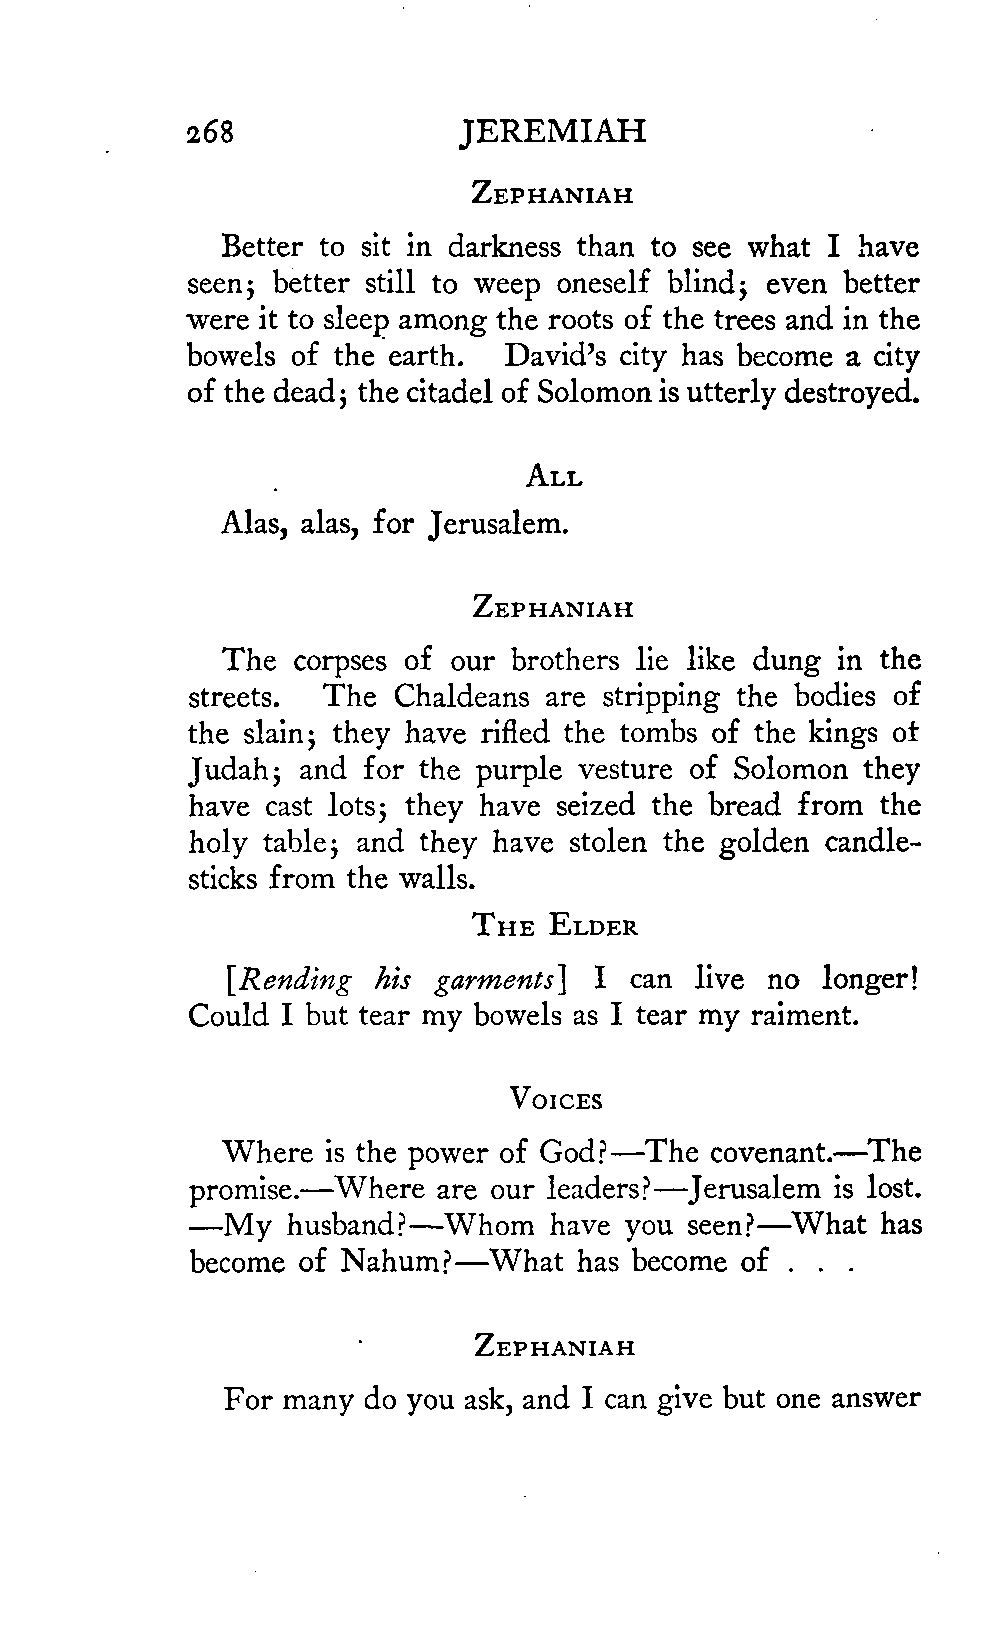 268 JEREMIAH
ZEPHANIAH
Better to sit in darkness than to see what I have
seen; better still to weep oneself blind; even better
were it to sleep among the roots of the trees and in the
bowels of the earth. David's city has become a city
of the dead; the citadel of Solomon is utterly destroyed.
ALL
Alas, alas, for Jerusalem.
ZEPHANIAH
The corpses of our brothers lie like dung in the
streets. The Chaldeans are stripping the bodies of
the slain; they have rifled the tombs of the kings of
Judah; and for the purple vesture of Solomon they
have cast lots; they have seized the bread from the
holy table; and they have stolen the golden candle-
sticks from the walls.
THE ELDER
[Rending his garments] I can live no longer!
Could I but tear my bowels as I tear my raiment.
VOICES
Where is the power of God?—The covenant.—The
promise.—Where are our leaders?—Jerusalem is lost.
—My husband?—Whom have you seen?—What has
become of Nahum?—What has become of . . .
ZEPHANIAH
For many do you ask, and I can give but one answer